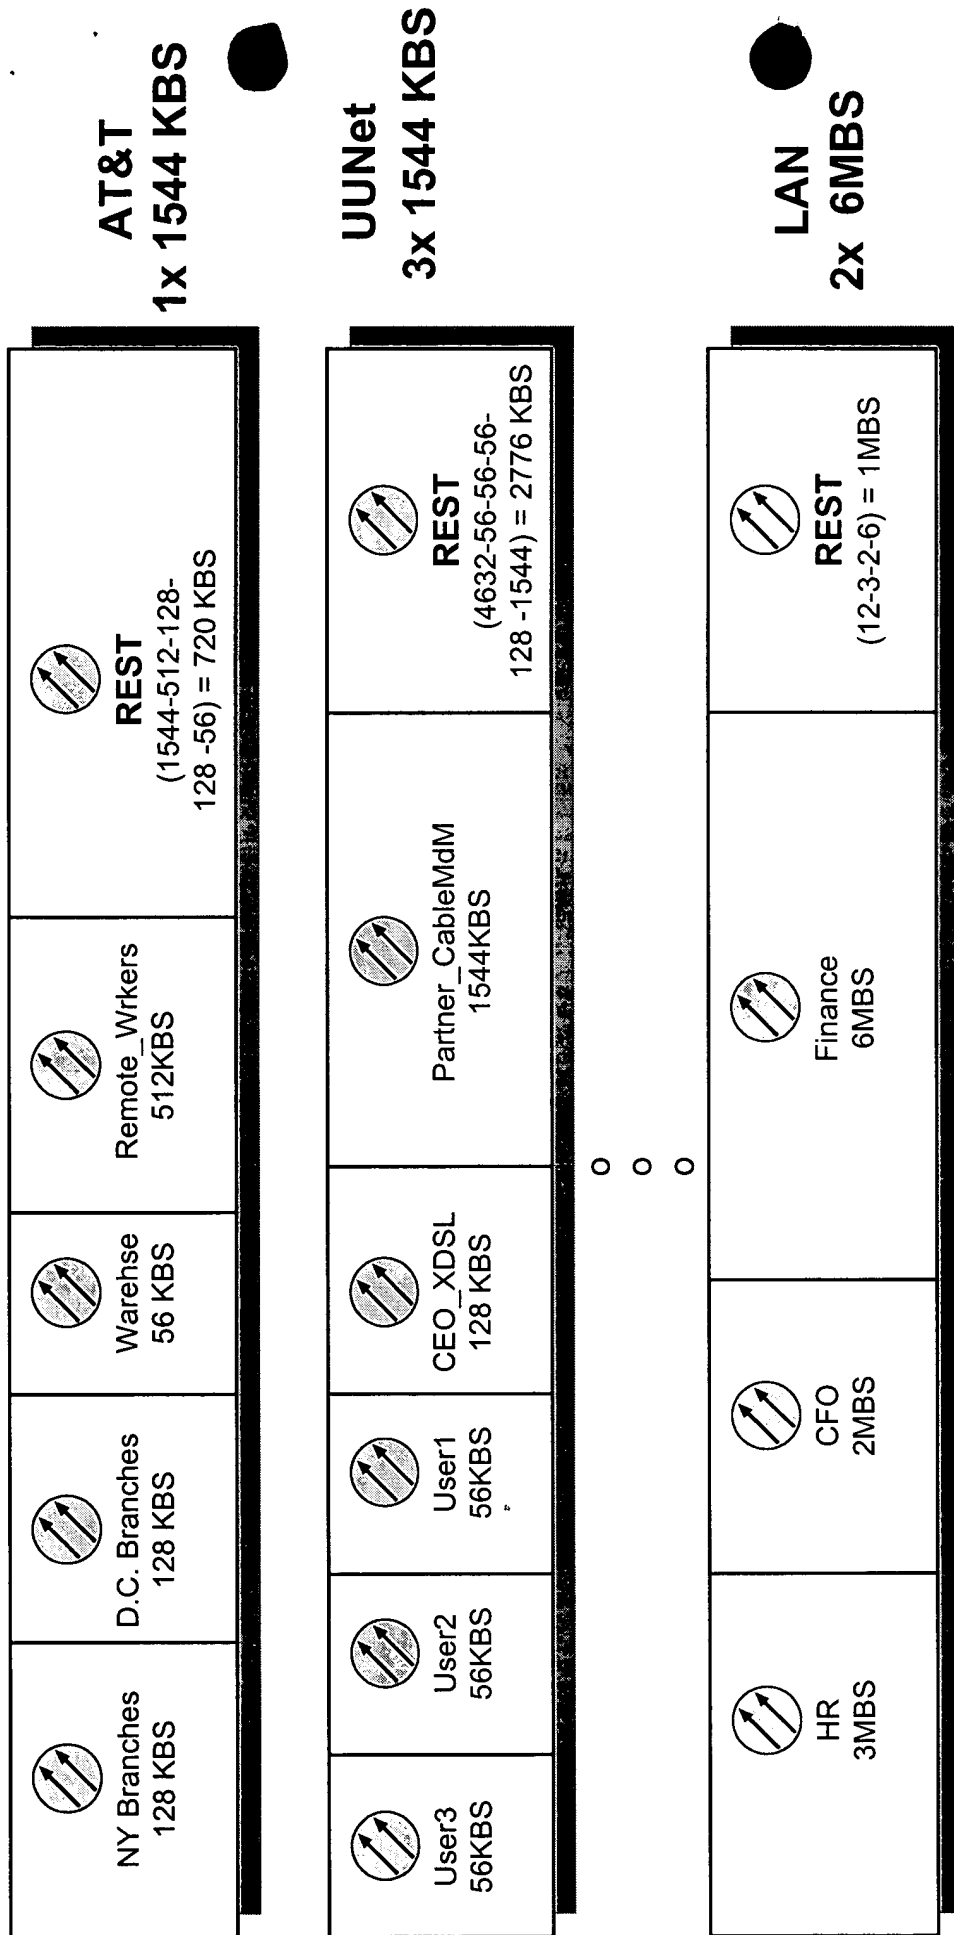 NY Branches
128 KBS
D.C. Branches
128 KBS
Warehse
56 KBS
Remote_Wrkers
512KBS
REST
(1544-512-128-
128 -56) = 720 KBS
AT&T
1x 1544 KBS
User3
56KBS
User2
56KBS
User1
56KBS
CEO_XDSL
128 KBS
Partner_CableMdM
1544KBS
REST
(4632-56-56-56-
128 -1544) = 2776 KBS
UUNet
3x 1544 KBS
HR
3MBS
CFO
2MBS
Finance
6MBS
REST
(12-3-2-6) = 1MBS
LAN
2x 6MBS